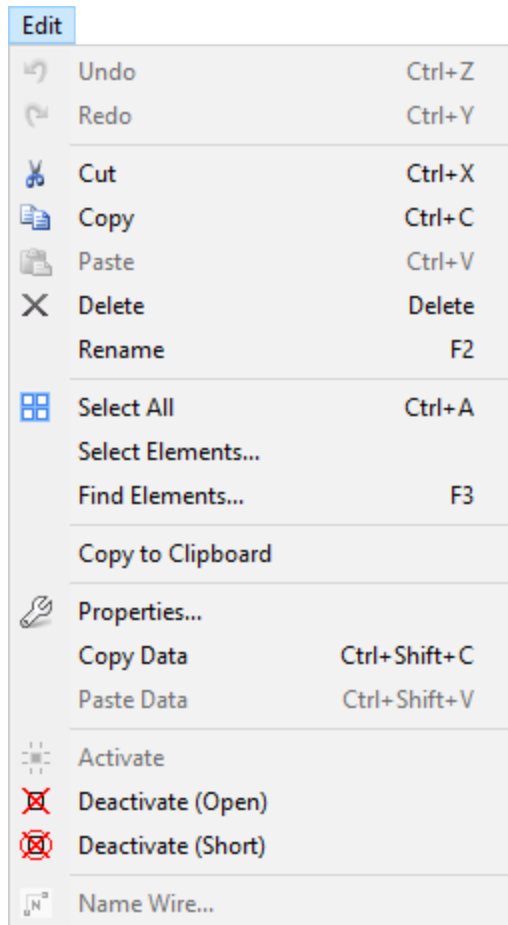 Edit
Undo Ctrl+Z
Redo Ctrl+Y
Cut Ctrl+X
Copy Ctrl+C
Paste Ctrl+V
Delete Delete
Rename F2
Select All Ctrl+A
Select Elements...
Find Elements... F3
Copy to Clipboard
Properties...
Copy Data Ctrl+Shift+C
Paste Data Ctrl+Shift+V
Activate
Deactivate (Open)
Deactivate (Short)
N Name Wire...